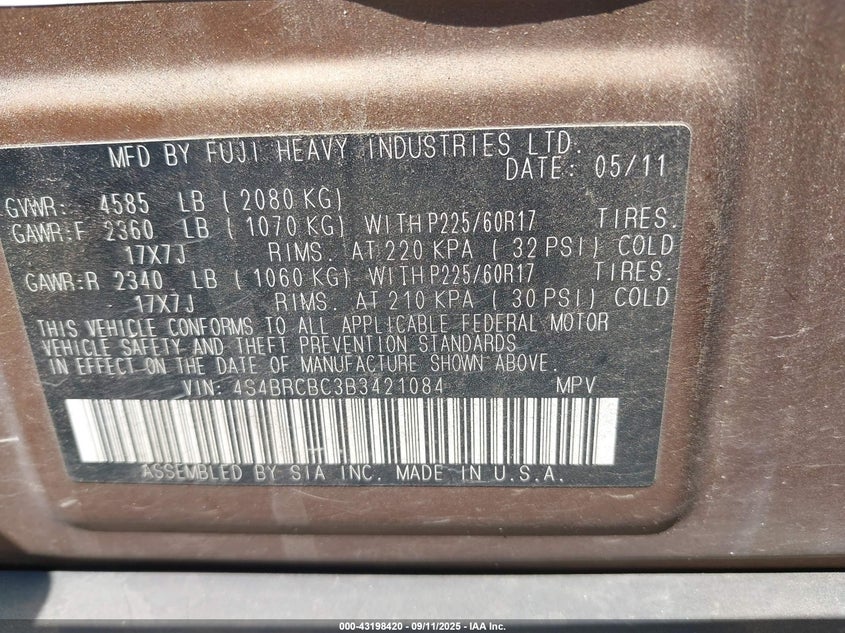 MFD BY FUJI HEAVY INDUSTRIES LTD.
DATE: 05/11
GVWR: 4585 LB ( 2080 KG)
GAWR:F 2360 LB ( 1070 KG) WITH P225/60R17 TIRES.
17X7J RIMS. AT 220 KPA ( 32 PSI) COLD
GAWR:R 2340 LB ( 1060 KG) WITH P225/60R17 TIRES.
17X7J RIMS. AT 210 KPA ( 30 PSI) COLD
THIS VEHICLE CONFORMS TO ALL APPLICABLE FEDERAL MOTOR
VEHICLE SAFETY AND THEFT PREVENTION STANDARDS
IN EFFECT ON THE DATE OF MANUFACTURE SHOWN ABOVE.
VIN: 4S4BRCBC3B3421084 MPV
ASSEMBLED BY SIA INC. MADE IN U.S.A.
000-43198420 - 09/11/2025 - IAA Inc.